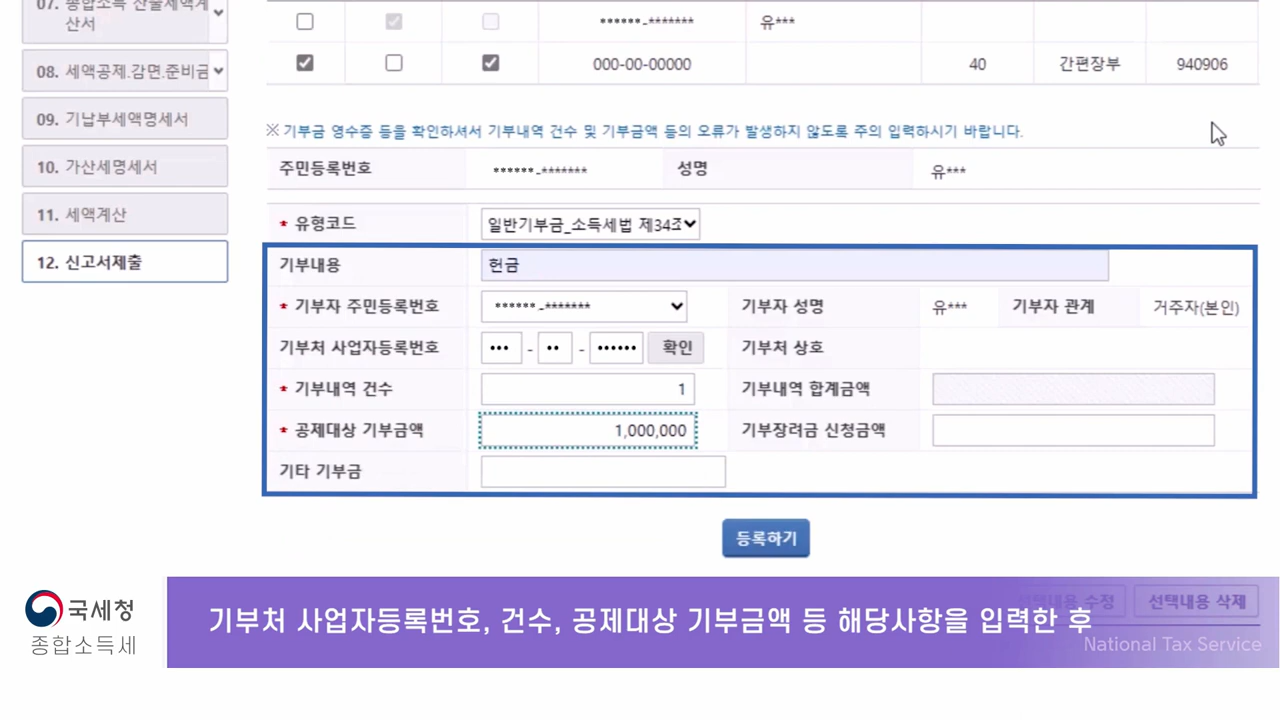 07. 종합소득 산출세액계
산서
******-******* 유***
08. 세액공제.감면.준비금
000-00-00000 40 간편장부 940906
09. 기납부세액명세서
※ 기부금 영수증 등을 확인하셔서 기부내역 건수 및 기부금액 등의 오류가 발생하지 않도록 주의 입력하시기 바랍니다.
10. 가산세명세서
주민등록번호 ******-******* 성명 유***
11. 세액계산
* 유형코드 일반기부금_소득세법 제34조
12. 신고서제출
기부내용 헌금
* 기부자 주민등록번호 ******-******* 기부자 성명 유*** 기부자 관계 거주자(본인)
기부처 사업자등록번호 ••• - •• - •••••• 확인 기부처 상호
* 기부내역 건수 1 기부내역 합계금액
* 공제대상 기부금액 1,000,000 기부장려금 신청금액
기타 기부금
등록하기
선택내용 수정 선택내용 삭제
국세청
종합소득세
기부처 사업자등록번호, 건수, 공제대상 기부금액 등 해당사항을 입력한 후
National Tax Service